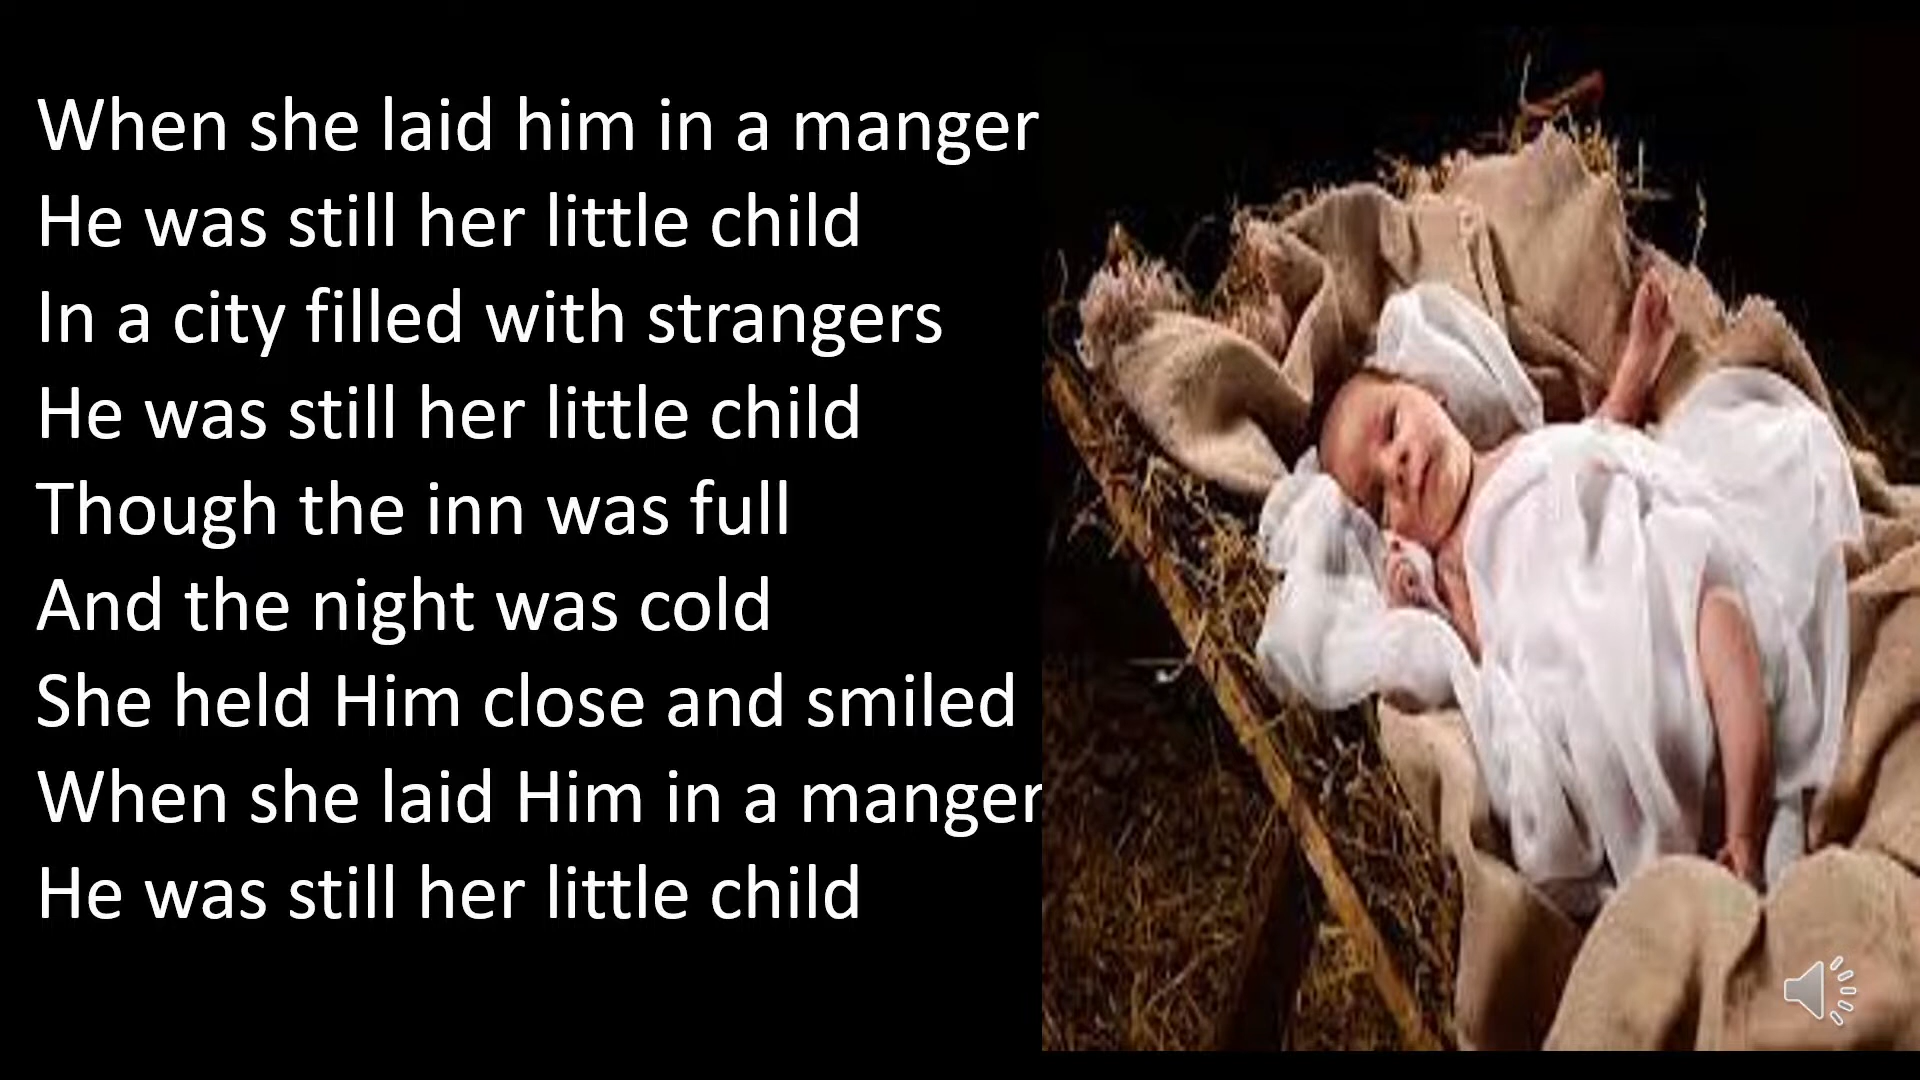 When she laid him in a manger
He was still her little child
In a city filled with strangers
He was still her little child
Though the inn was full
And the night was cold
She held Him close and smiled
When she laid Him in a manger
He was still her little child